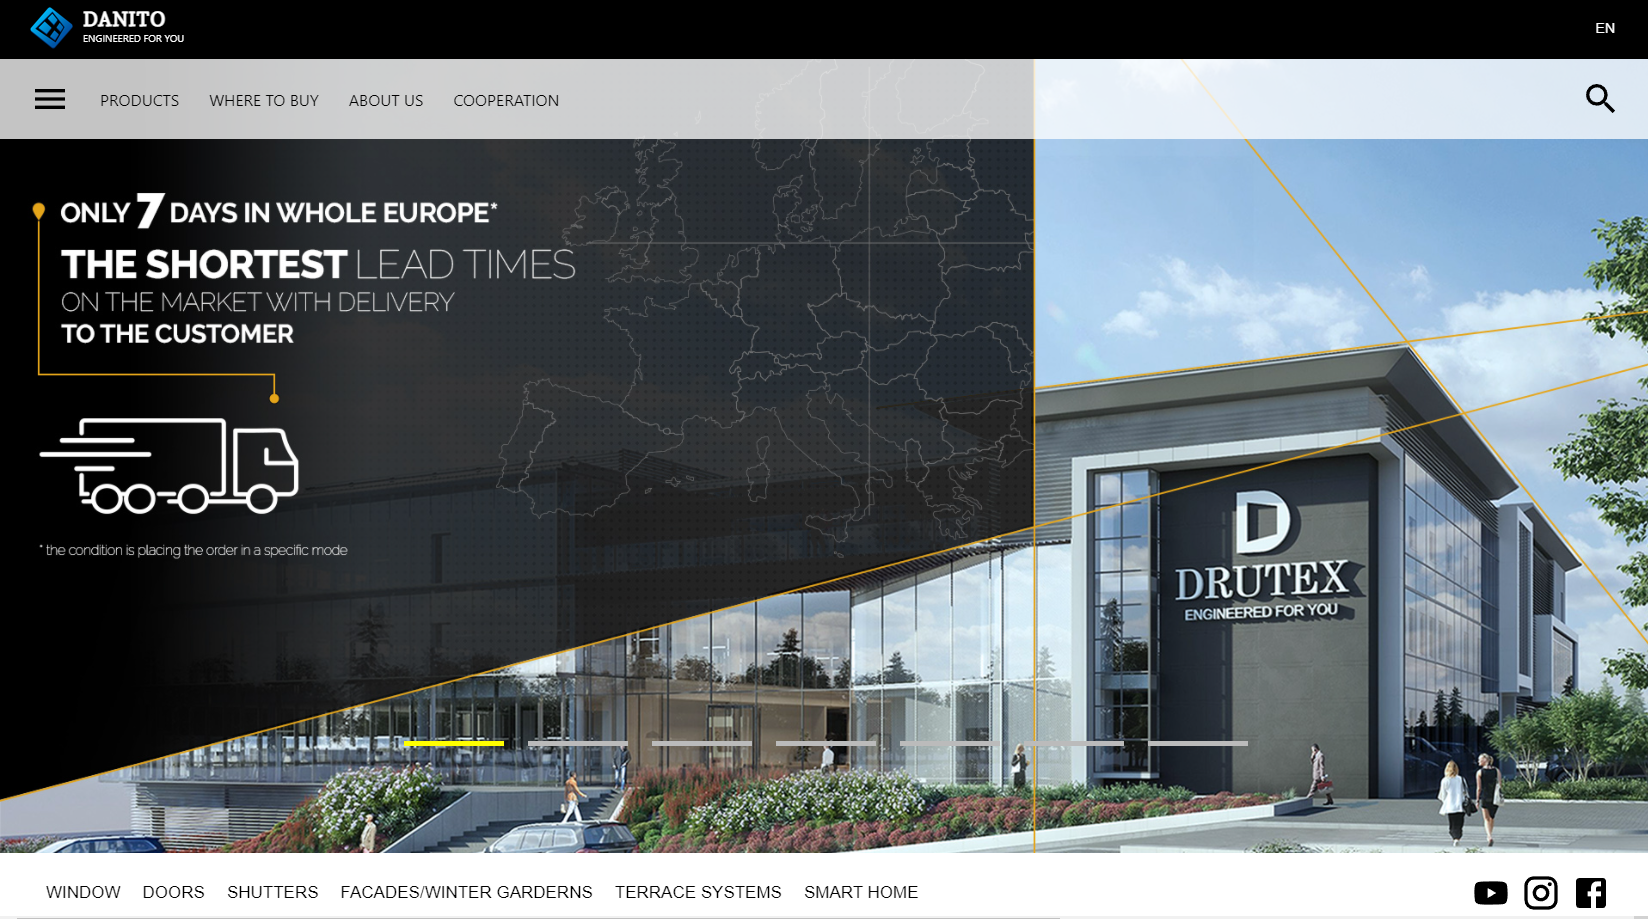 DANITO
ENGINEERED FOR YOU
EN
PRODUCTS WHERE TO BUY ABOUT US COOPERATION
ONLY 7 DAYS IN WHOLE EUROPE*
THE SHORTEST LEAD TIMES
ON THE MARKET WITH DELIVERY
TO THE CUSTOMER
* the condition is placing the order in a specific mode
DRUTEX
ENGINEERED FOR YOU
WINDOW DOORS SHUTTERS FACADES/WINTER GARDERNS TERRACE SYSTEMS SMART HOME